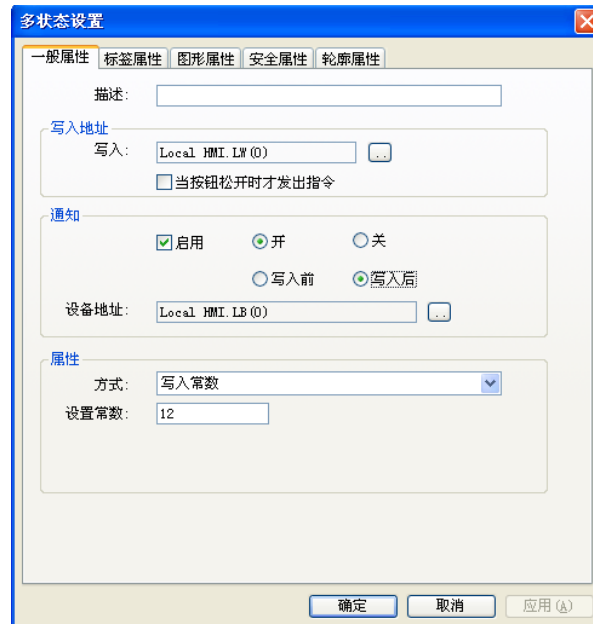 多状态设置
一般属性 标签属性 图形属性 安全属性 轮廓属性
描述:
写入地址
写入: Local HMI.LW(0) ..
当按钮松开时才发出指令
通知
启用 开 关
写入前 写入后
设备地址: Local HMI.LB(0) ..
属性
方式: 写入常数
设置常数: 12
确定 取消 应用(A)